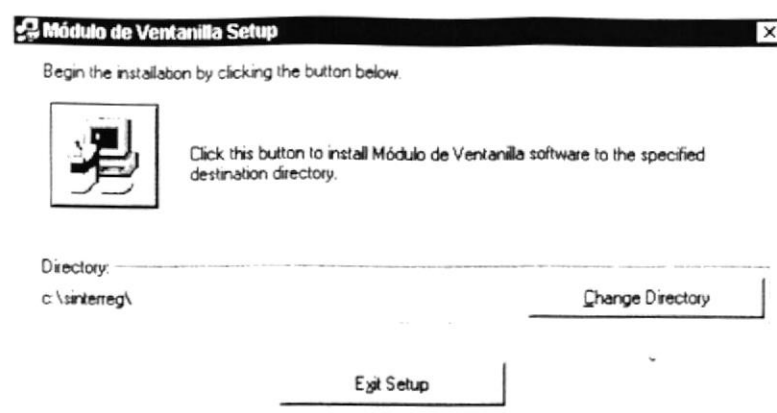 Módulo de Ventanilla Setup
Begin the installation by clicking the button below.
Click this button to install Módulo de Ventanilla software to the specified
destination directory.
Directory:
c:\sinterreg\
Change Directory
Exit Setup